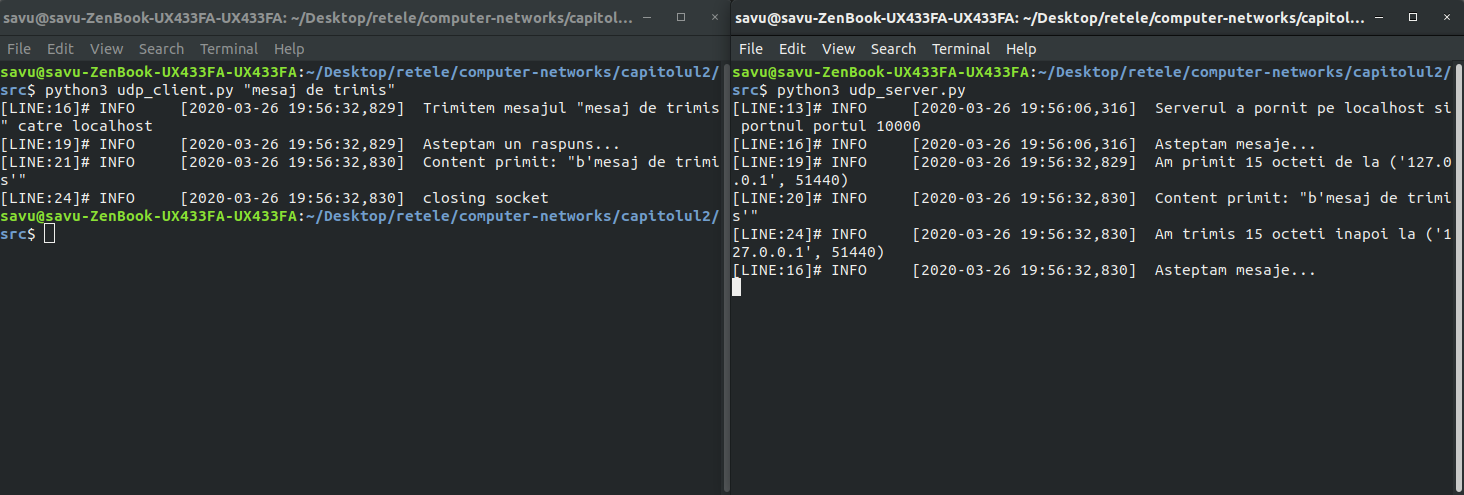 savu@savu-ZenBook-UX433FA-UX433FA: ~/Desktop/retele/computer-networks/capitol...
File Edit View Search Terminal Help
savu@savu-ZenBook-UX433FA-UX433FA:~/Desktop/retele/computer-networks/capitolul2/
src$ python3 udp_client.py "mesaj de trimis"
[LINE:16]# INFO     [2020-03-26 19:56:32,829]  Trimitem mesajul "mesaj de trimis
" catre localhost
[LINE:19]# INFO     [2020-03-26 19:56:32,829]  Asteptam un raspuns...
[LINE:21]# INFO     [2020-03-26 19:56:32,830]  Content primit: "b'mesaj de trimi
s'"
[LINE:24]# INFO     [2020-03-26 19:56:32,830]  closing socket
savu@savu-ZenBook-UX433FA-UX433FA:~/Desktop/retele/computer-networks/capitolul2/
src$
savu@savu-ZenBook-UX433FA-UX433FA: ~/Desktop/retele/computer-networks/capitol...
File Edit View Search Terminal Help
savu@savu-ZenBook-UX433FA-UX433FA:~/Desktop/retele/computer-networks/capitolul2/
src$ python3 udp_server.py
[LINE:13]# INFO     [2020-03-26 19:56:06,316]  Serverul a pornit pe localhost si
 portnul portul 10000
[LINE:16]# INFO     [2020-03-26 19:56:06,316]  Asteptam mesaje...
[LINE:19]# INFO     [2020-03-26 19:56:32,829]  Am primit 15 octeti de la ('127.0
.0.1', 51440)
[LINE:20]# INFO     [2020-03-26 19:56:32,830]  Content primit: "b'mesaj de trimi
s'"
[LINE:24]# INFO     [2020-03-26 19:56:32,830]  Am trimis 15 octeti inapoi la ('1
27.0.0.1', 51440)
[LINE:16]# INFO     [2020-03-26 19:56:32,830]  Asteptam mesaje...